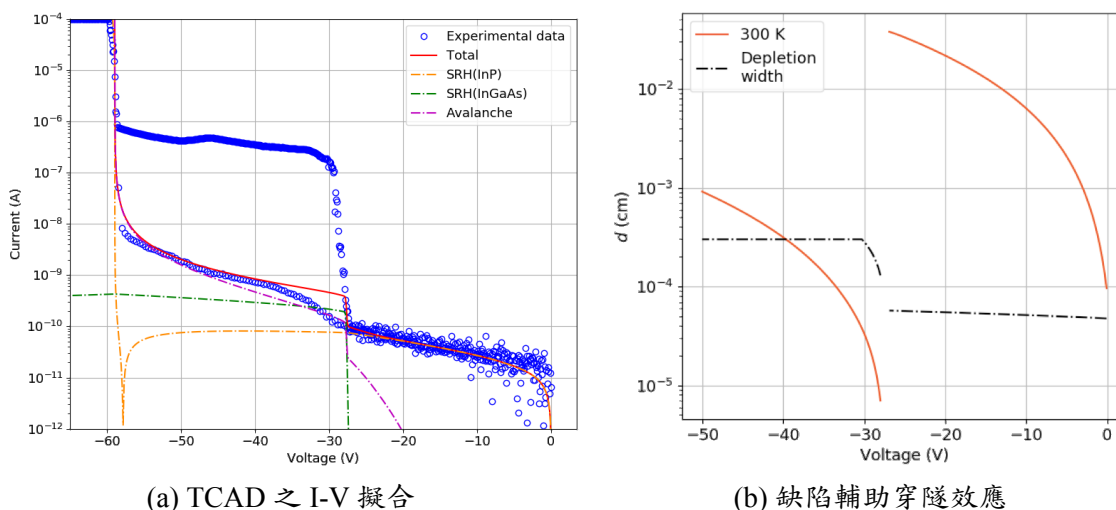 Experimental data
Total
SRH(InP)
SRH(InGaAs)
Avalanche
10⁻⁴
10⁻⁵
10⁻⁶
10⁻⁷
10⁻⁸
10⁻⁹
10⁻¹⁰
10⁻¹¹
10⁻¹²
Current (A)
−60 −50 −40 −30 −20 −10 0
Voltage (V)
(a) TCAD 之 I-V 擬合
300 K
Depletion
width
10⁻²
10⁻³
10⁻⁴
10⁻⁵
d (cm)
−50 −40 −30 −20 −10 0
Voltage (V)
(b) 缺陷輔助穿隧效應